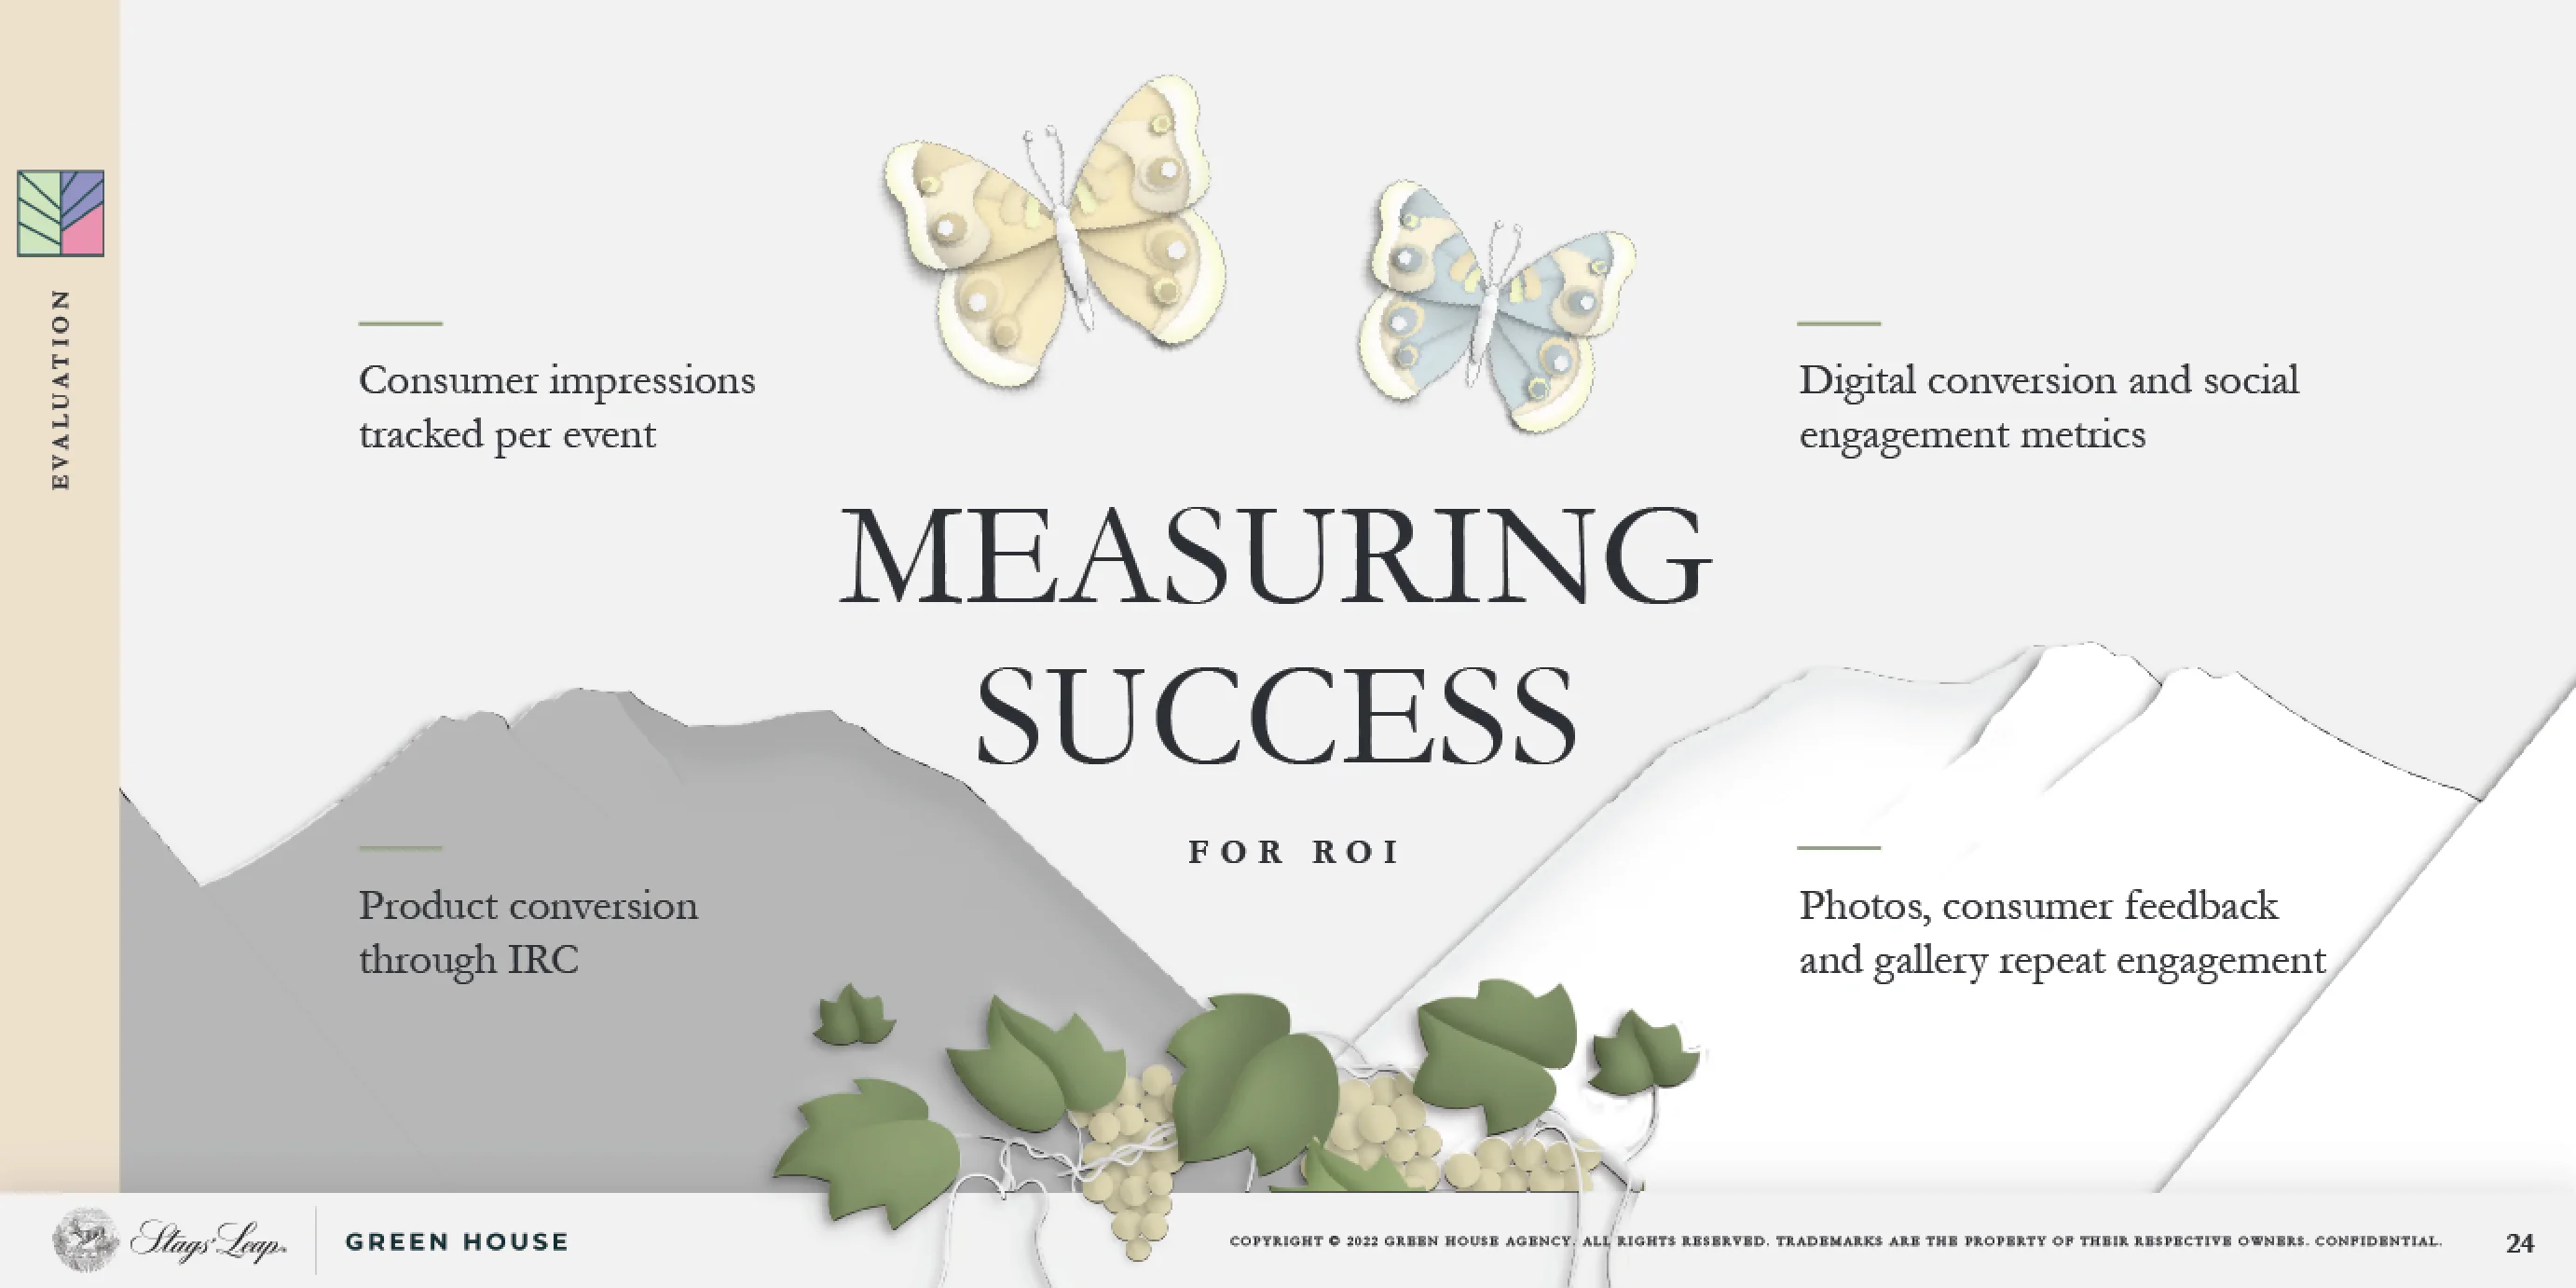 EVALUATION
Consumer impressions
tracked per event
Digital conversion and social
engagement metrics
MEASURING
SUCCESS
FOR ROI
Product conversion
through IRC
Photos, consumer feedback
and gallery repeat engagement
Stags' Leap
GREEN HOUSE
COPYRIGHT © 2022 GREEN HOUSE AGENCY. ALL RIGHTS RESERVED. TRADEMARKS ARE THE PROPERTY OF THEIR RESPECTIVE OWNERS. CONFIDENTIAL.
24